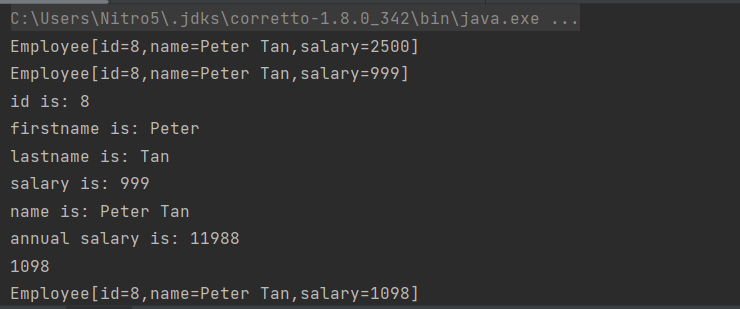 C:\Users\Nitro5\.jdks\corretto-1.8.0_342\bin\java.exe ...
Employee[id=8,name=Peter Tan,salary=2500]
Employee[id=8,name=Peter Tan,salary=999]
id is: 8
firstname is: Peter
lastname is: Tan
salary is: 999
name is: Peter Tan
annual salary is: 11988
1098
Employee[id=8,name=Peter Tan,salary=1098]